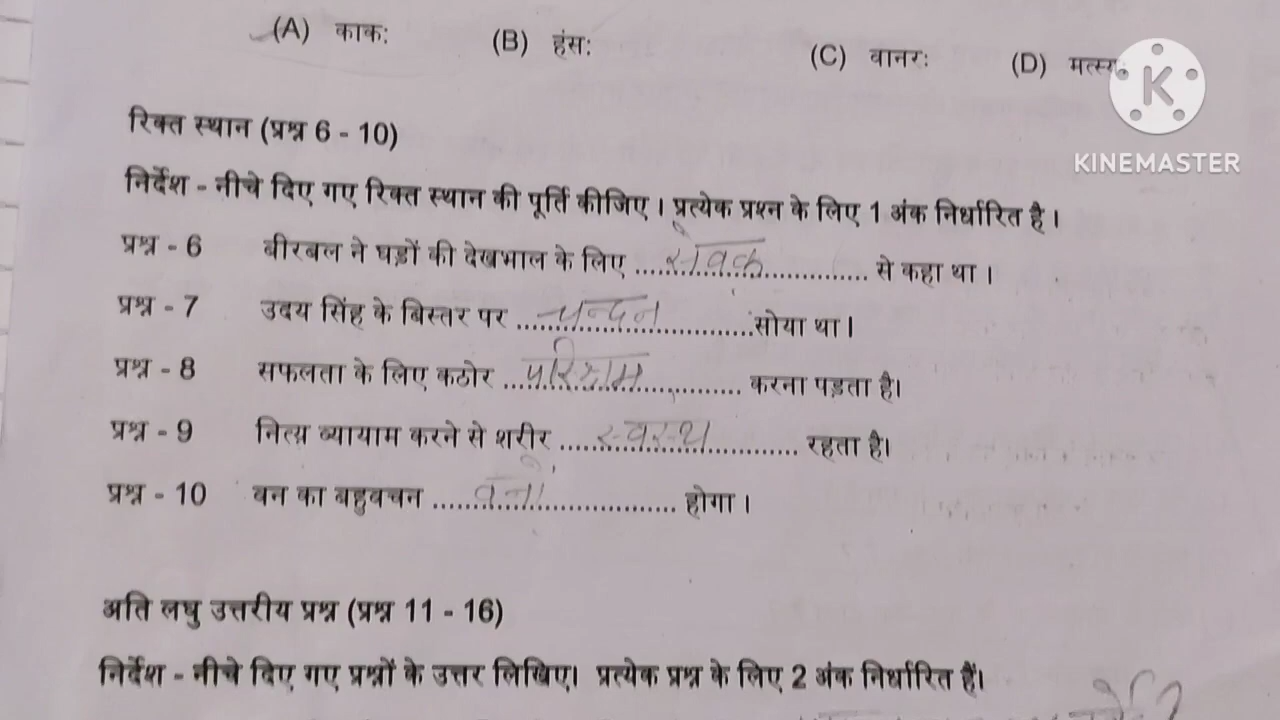 (A) काकः (B) हंसः (C) वानरः (D) मत्स्यः
KINEMASTER
रिक्त स्थान (प्रश्न 6 - 10)
निर्देश - नीचे दिए गए रिक्त स्थान की पूर्ति कीजिए । प्रत्येक प्रश्न के लिए 1 अंक निर्धारित है ।
प्रश्न - 6 बीरबल ने घड़ों की देखभाल के लिए ....सेवक.... से कहा था ।
प्रश्न - 7 उदय सिंह के बिस्तर पर ....चन्दन....सोया था ।
प्रश्न - 8 सफलता के लिए कठोर ....परिश्रम.... करना पड़ता है।
प्रश्न - 9 नित्य व्यायाम करने से शरीर ....स्वस्थ.... रहता है।
प्रश्न - 10 वन का बहुवचन ....वनों.... होगा ।
अति लघु उत्तरीय प्रश्न (प्रश्न 11 - 16)
निर्देश - नीचे दिए गए प्रश्नों के उत्तर लिखिए। प्रत्येक प्रश्न के लिए 2 अंक निर्धारित हैं।